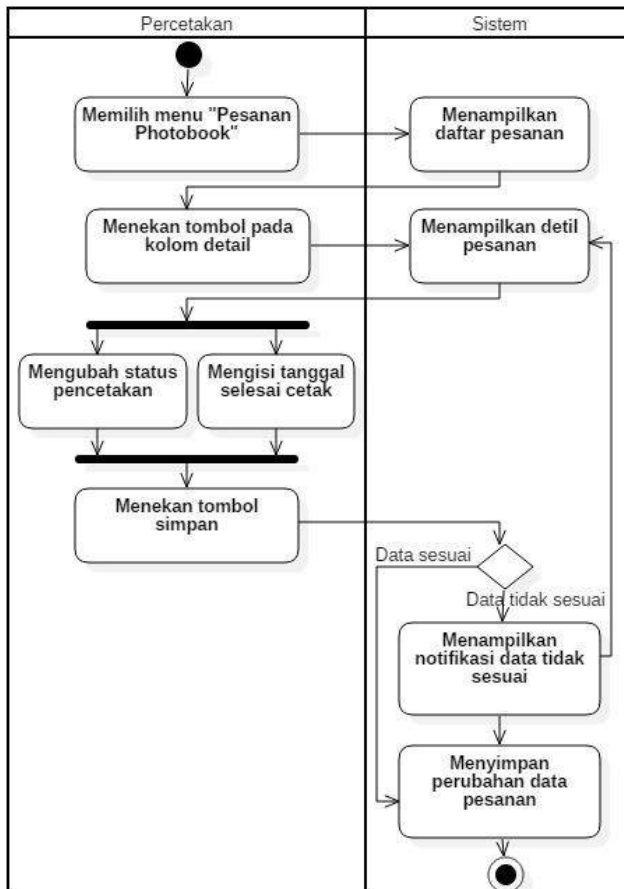 Percetakan
Sistem
Memilih menu "Pesanan
Photobook"
Menampilkan
daftar pesanan
Menekan tombol pada
kolom detail
Menampilkan detil
pesanan
Mengubah status
pencetakan
Mengisi tanggal
selesai cetak
Menekan tombol
simpan
Data sesuai
Data tidak sesuai
Menampilkan
notifikasi data tidak
sesuai
Menyimpan
perubahan data
pesanan